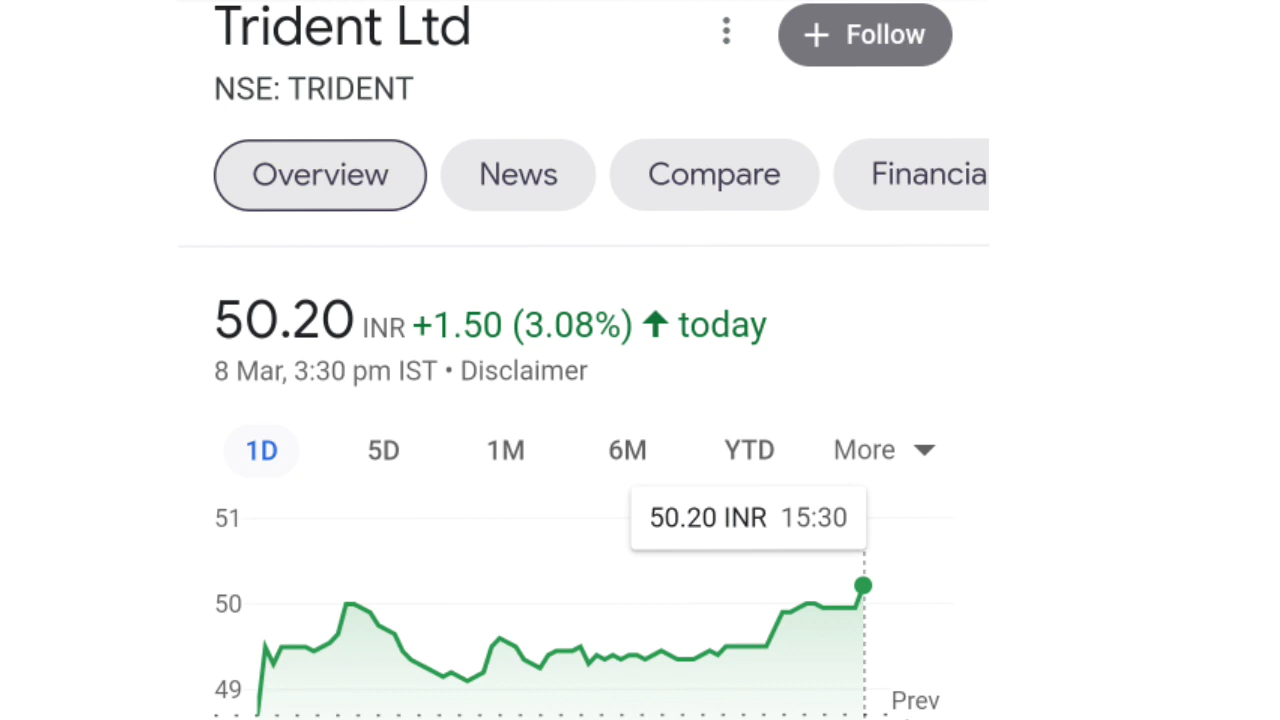 Trident Ltd
+ Follow
NSE: TRIDENT
Overview
News
Compare
Financia
50.20 INR +1.50 (3.08%) ↑ today
8 Mar, 3:30 pm IST • Disclaimer
1D
5D
1M
6M
YTD
More
50.20 INR 15:30
51
50
49
Prev